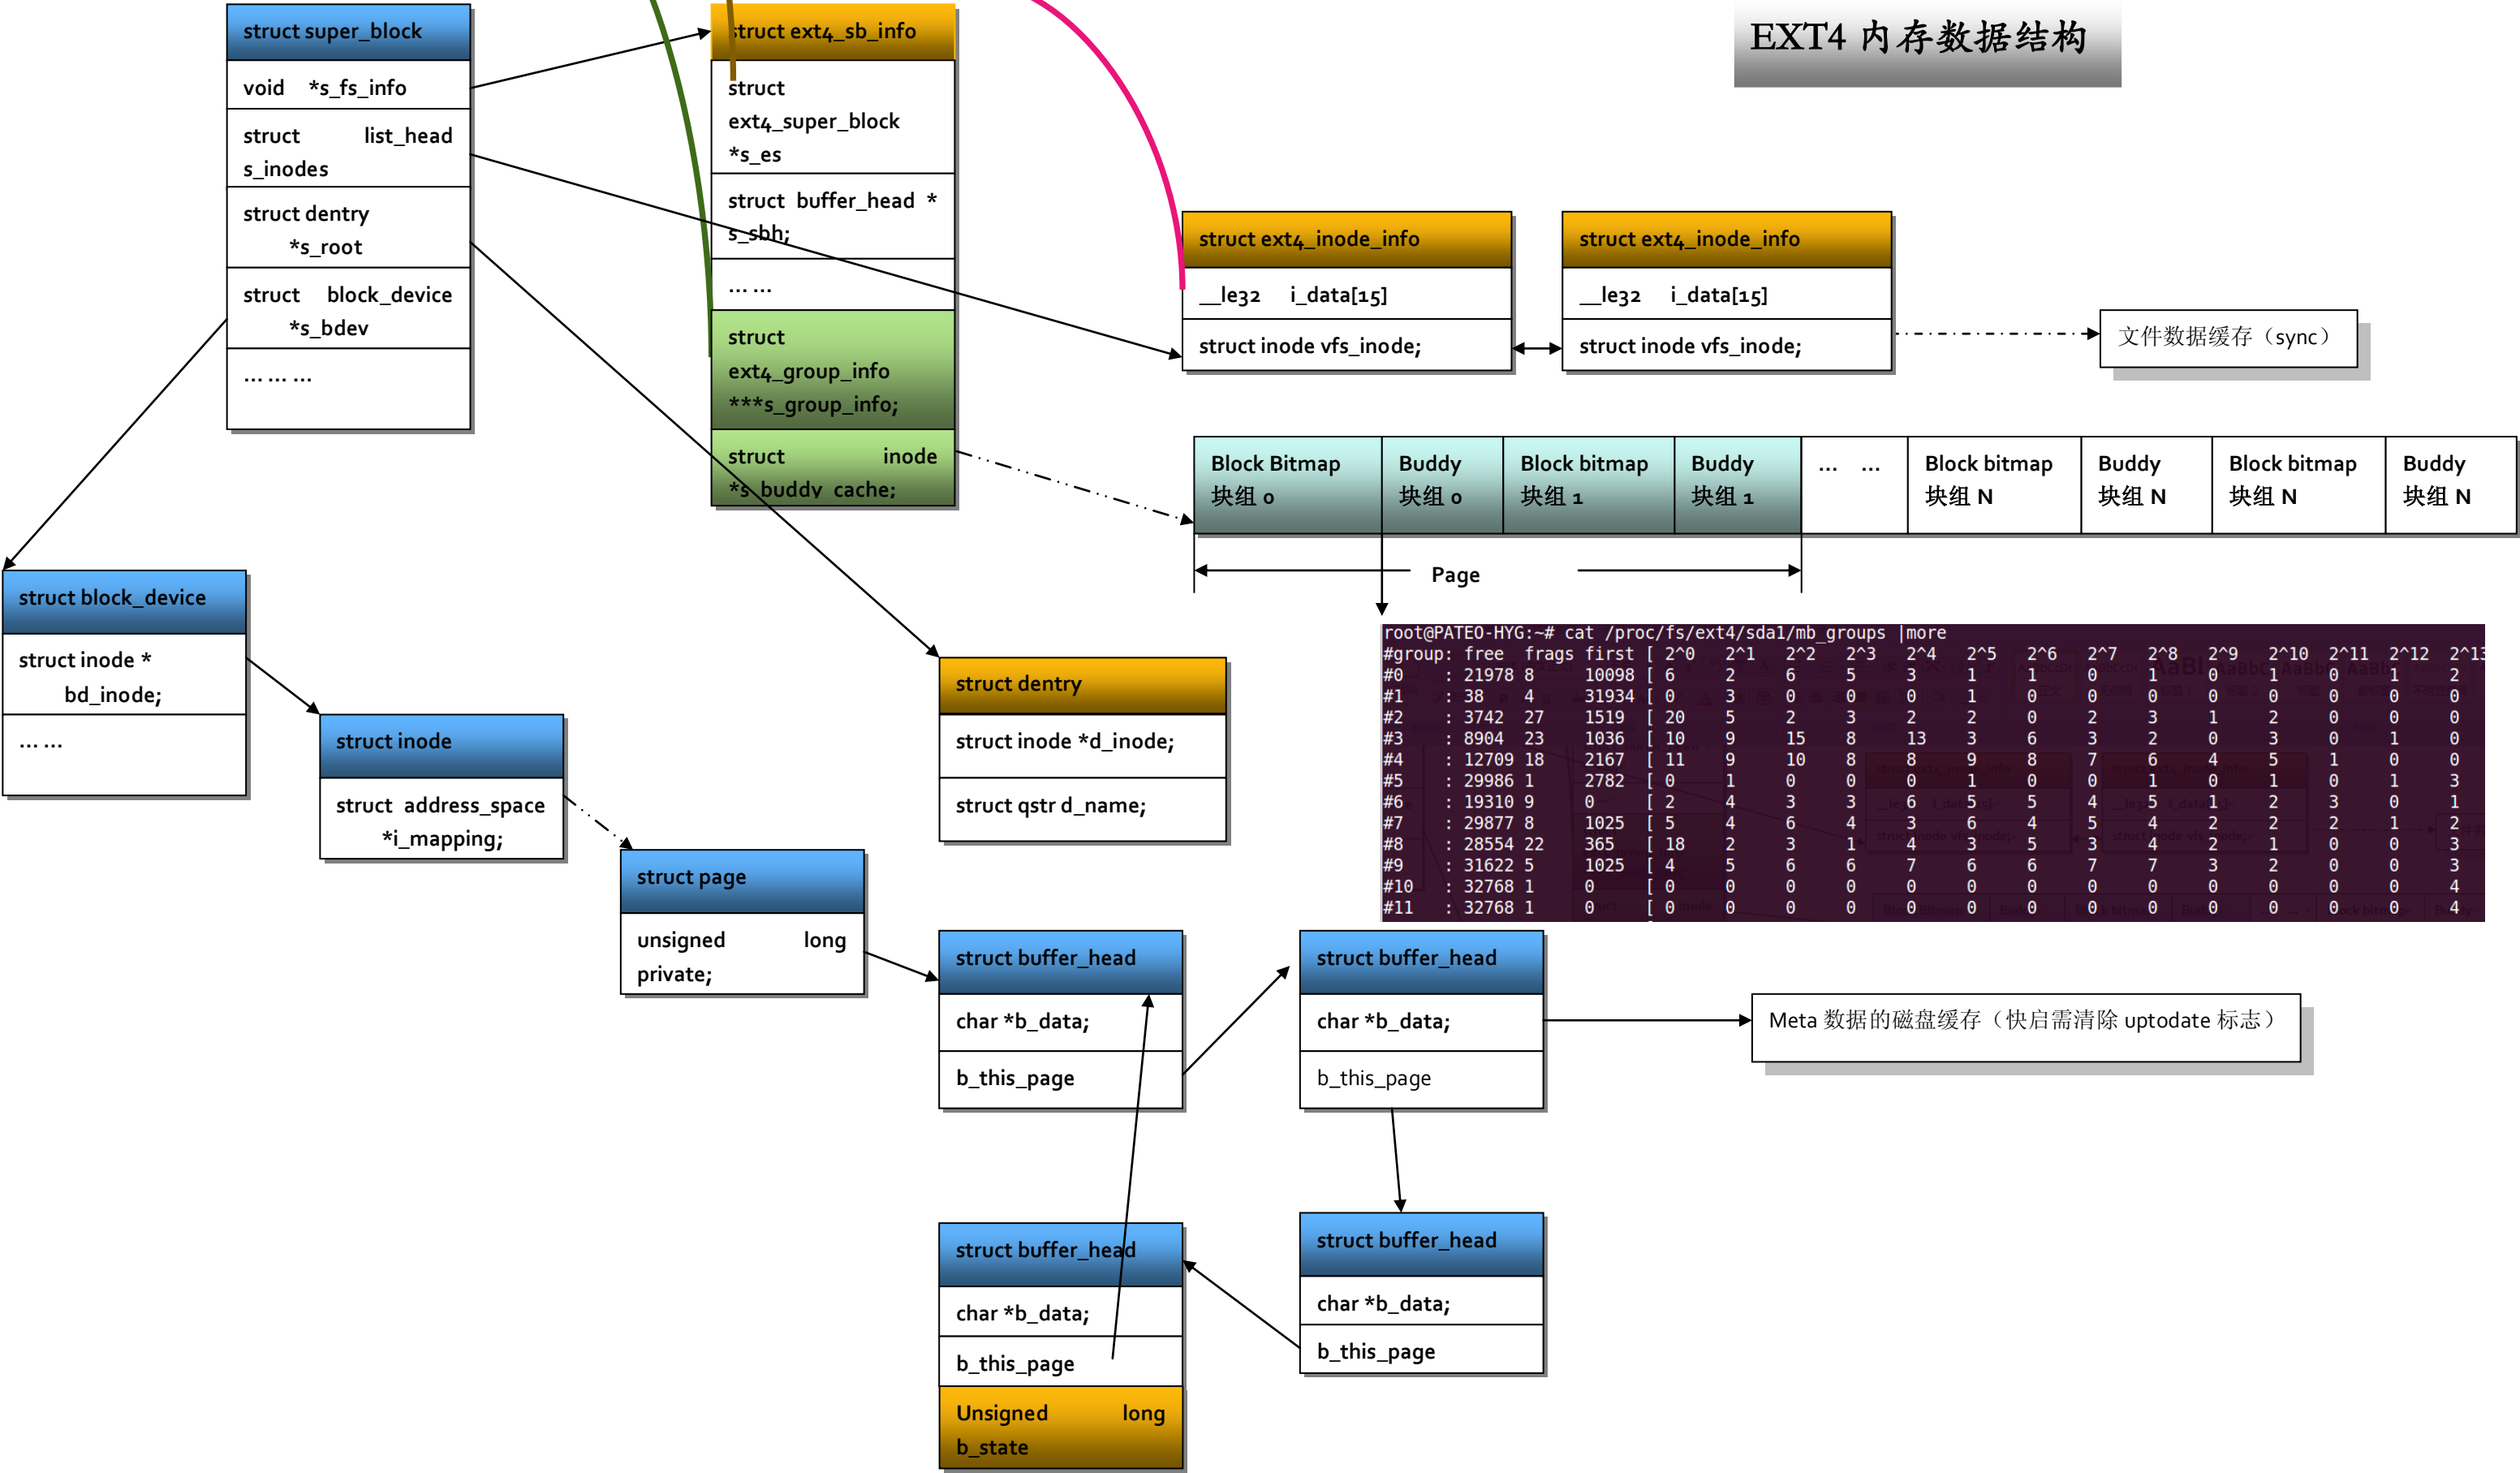 EXT4 内存数据结构
struct super_block
void *s_fs_info
struct list_head
s_inodes
struct dentry
*s_root
struct block_device
*s_bdev
... ... ...
struct ext4_sb_info
struct
ext4_super_block
*s_es
struct buffer_head *
s_sbh;
... ...
struct
ext4_group_info
***s_group_info;
struct inode
*s_buddy_cache;
struct ext4_inode_info
__le32 i_data[15]
struct inode vfs_inode;
struct ext4_inode_info
__le32 i_data[15]
struct inode vfs_inode;
文件数据缓存（sync）
Block Bitmap
块组 0
Buddy
块组 0
Block bitmap
块组 1
Buddy
块组 1
... ...
Block bitmap
块组 N
Buddy
块组 N
Block bitmap
块组 N
Buddy
块组 N
Page
root@PATEO-HYG:~# cat /proc/fs/ext4/sda1/mb_groups |more
#group: free frags first [ 2^0 2^1 2^2 2^3 2^4 2^5 2^6 2^7 2^8 2^9 2^10 2^11 2^12 2^13
#0 : 21978 8 10098 [ 6 2 6 5 3 1 1 0 1 0 1 0 1 2
#1 : 38 4 31934 [ 0 3 0 0 0 1 0 0 0 0 0 0 0 0
#2 : 3742 27 1519 [ 20 5 2 3 2 2 0 2 3 1 2 0 0 0
#3 : 8904 23 1036 [ 10 9 15 8 13 3 6 3 2 0 3 0 1 0
#4 : 12709 18 2167 [ 11 9 10 8 8 9 8 7 6 4 5 1 0 0
#5 : 29986 1 2782 [ 0 1 0 0 0 1 0 0 1 0 1 0 1 3
#6 : 19310 9 0 [ 2 4 3 3 6 5 5 4 5 1 2 3 0 1
#7 : 29877 8 1025 [ 5 4 6 4 3 6 4 5 4 2 2 2 1 2
#8 : 28554 22 365 [ 18 2 3 1 4 3 5 3 4 2 1 0 0 3
#9 : 31622 5 1025 [ 4 5 6 6 7 6 6 7 7 3 2 0 0 3
#10 : 32768 1 0 [ 0 0 0 0 0 0 0 0 0 0 0 0 0 4
#11 : 32768 1 0 [ 0 0 0 0 0 0 0 0 0 0 0 0 0 4
struct block_device
struct inode *
bd_inode;
... ...
struct inode
struct address_space
*i_mapping;
struct page
unsigned long
private;
struct dentry
struct inode *d_inode;
struct qstr d_name;
struct buffer_head
char *b_data;
b_this_page
struct buffer_head
char *b_data;
b_this_page
Meta 数据的磁盘缓存（快启需清除 uptodate 标志）
struct buffer_head
char *b_data;
b_this_page
Unsigned long
b_state
struct buffer_head
char *b_data;
b_this_page